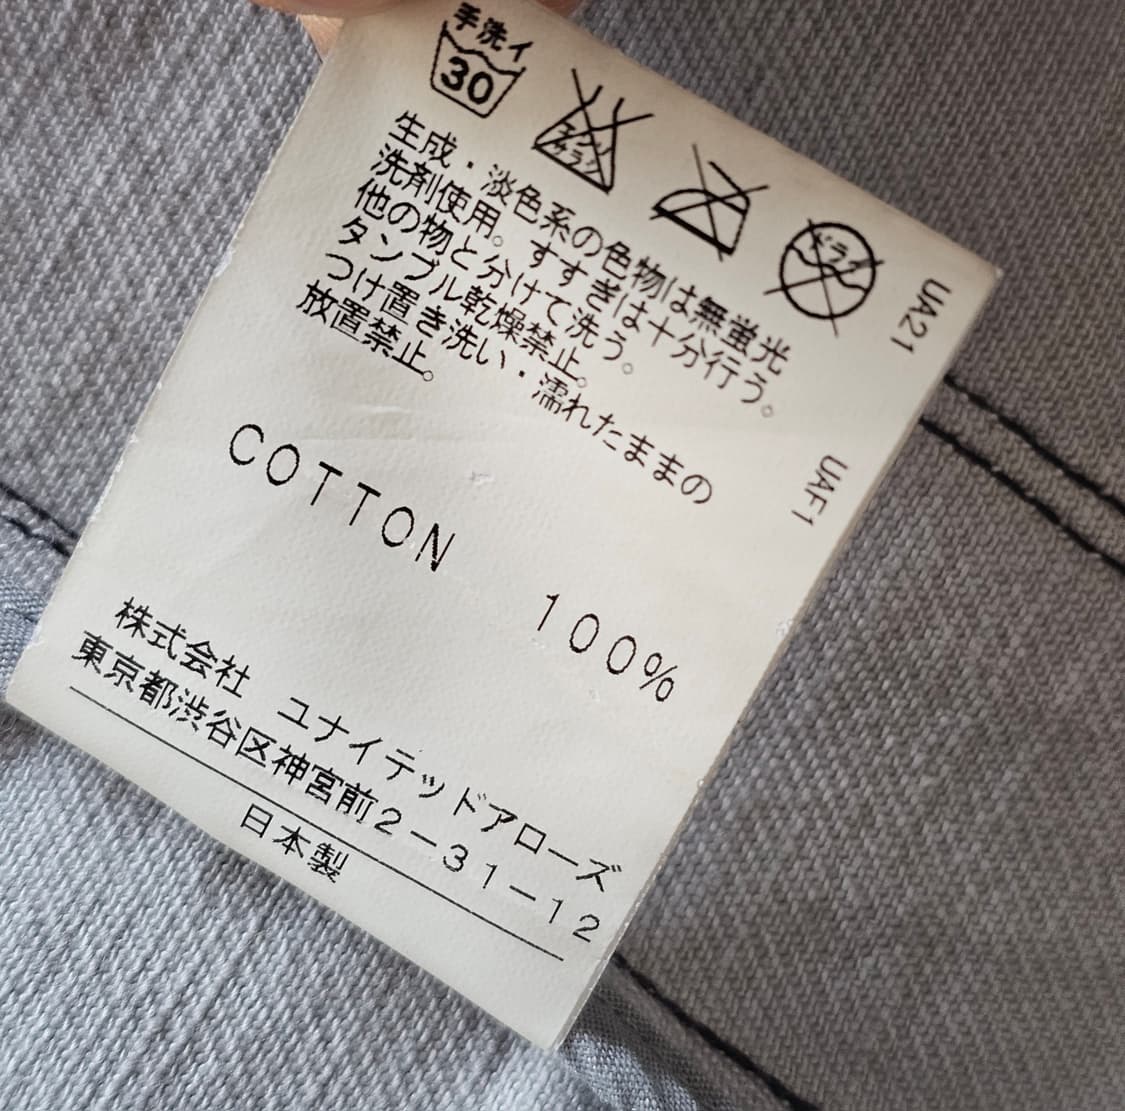 手洗イ
30
エンソ
サラシ
ドライ
生成・淡色系の色物は無蛍光
洗剤使用。すすぎは十分行う。
他の物と分けて洗う。
タンブル乾燥禁止。
つけ置き洗い・濡れたままの
放置禁止。
UA21
UAF1
COTTON 100%
株式会社 ユナイテッドアローズ
東京都渋谷区神宮前2-31-12
日本製